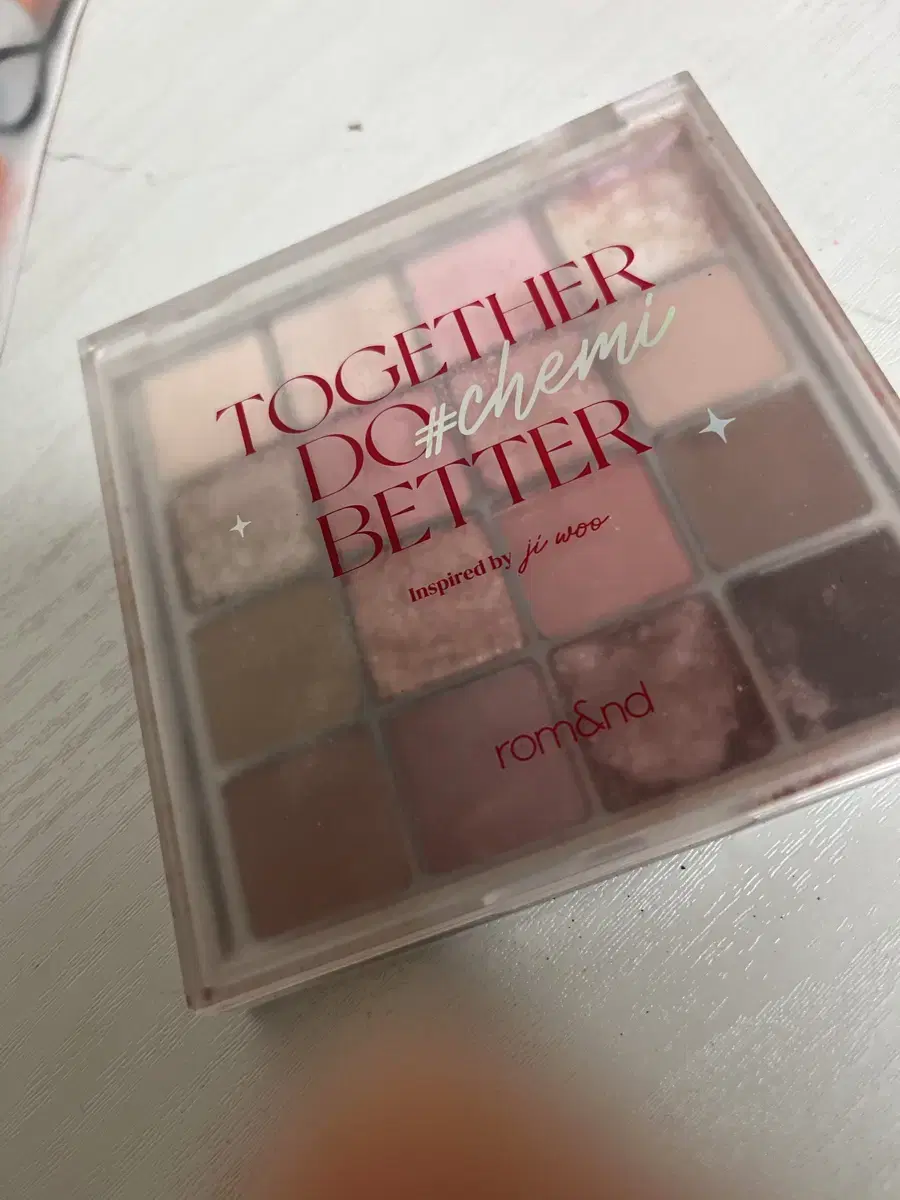 TOGETHER
DO #chemi
BETTER
Inspired by ji woo
rom&nd